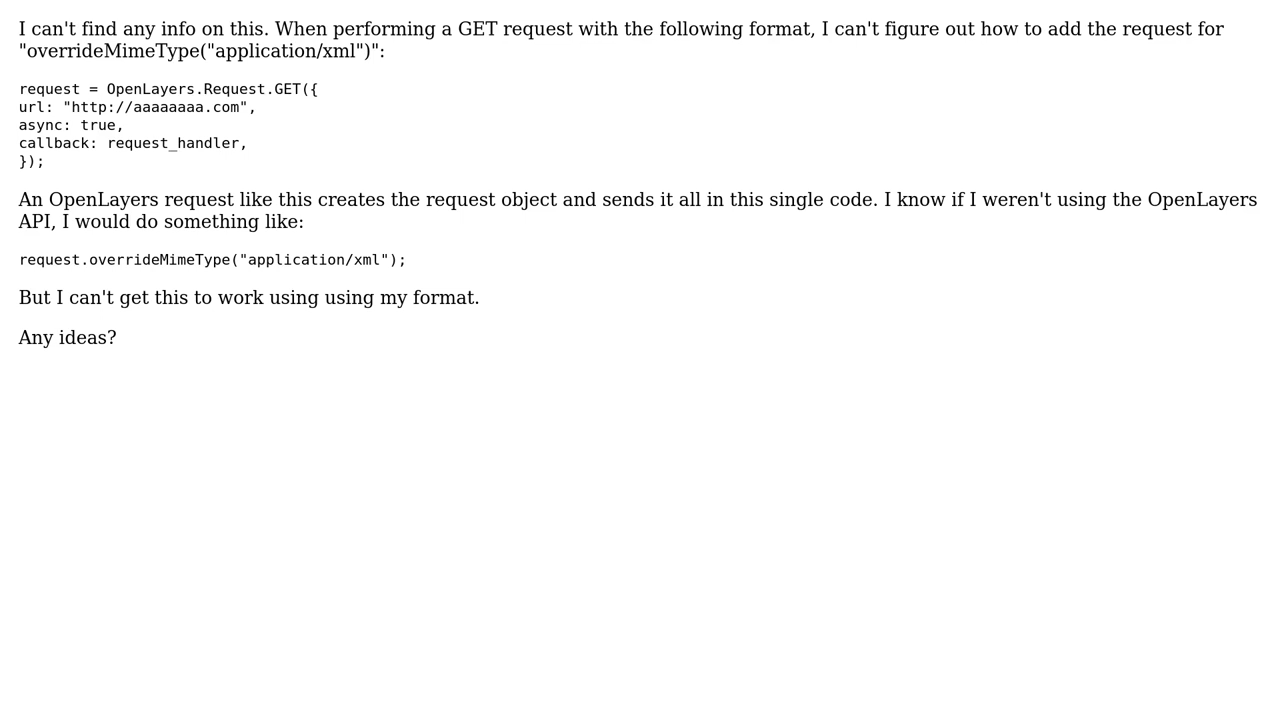 I can't find any info on this. When performing a GET request with the following format, I can't figure out how to add the request for
"overrideMimeType("application/xml")":
request = OpenLayers.Request.GET({
url: "http://aaaaaaaa.com",
async: true,
callback: request_handler,
});
An OpenLayers request like this creates the request object and sends it all in this single code. I know if I weren't using the OpenLayers
API, I would do something like:
request.overrideMimeType("application/xml");
But I can't get this to work using using my format.
Any ideas?